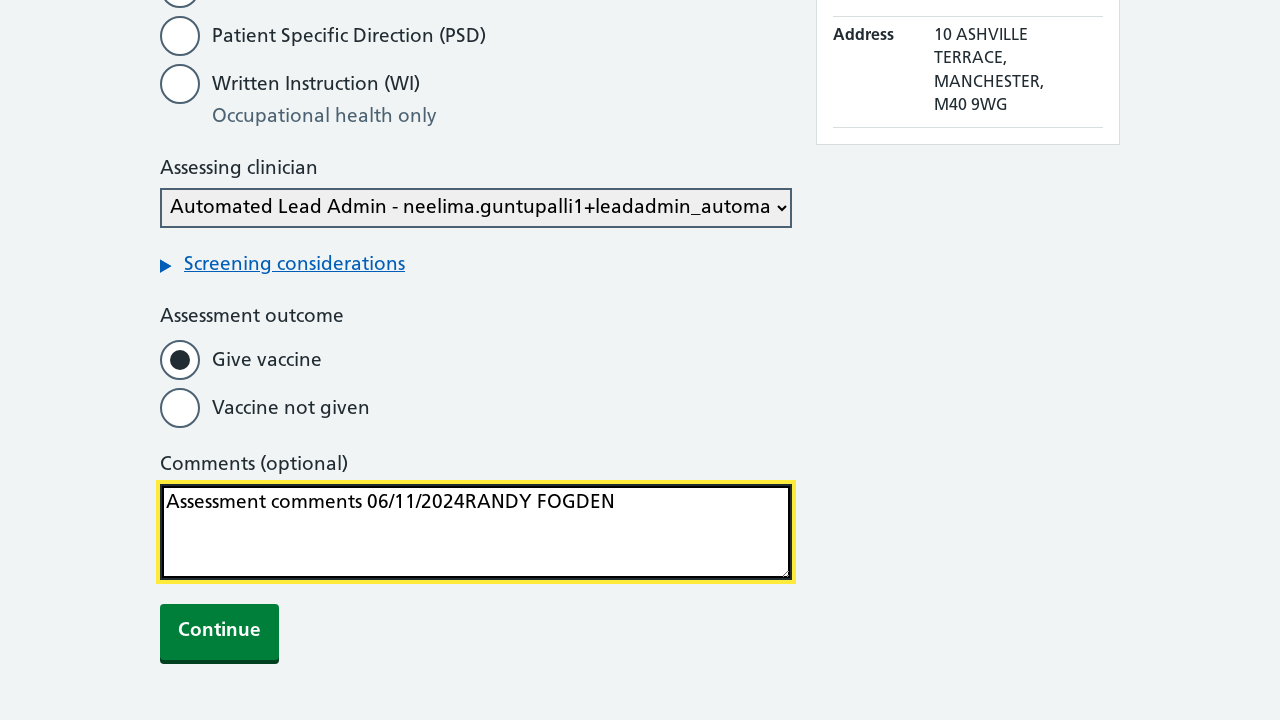 Patient Specific Direction (PSD)
Written Instruction (WI)
Occupational health only
Assessing clinician
Automated Lead Admin - neelima.guntupalli1+leadadmin_automa
Screening considerations
Assessment outcome
Give vaccine
Vaccine not given
Comments (optional)
Assessment comments 06/11/2024RANDY FOGDEN
Continue
Address
10 ASHVILLE
TERRACE,
MANCHESTER,
M40 9WG